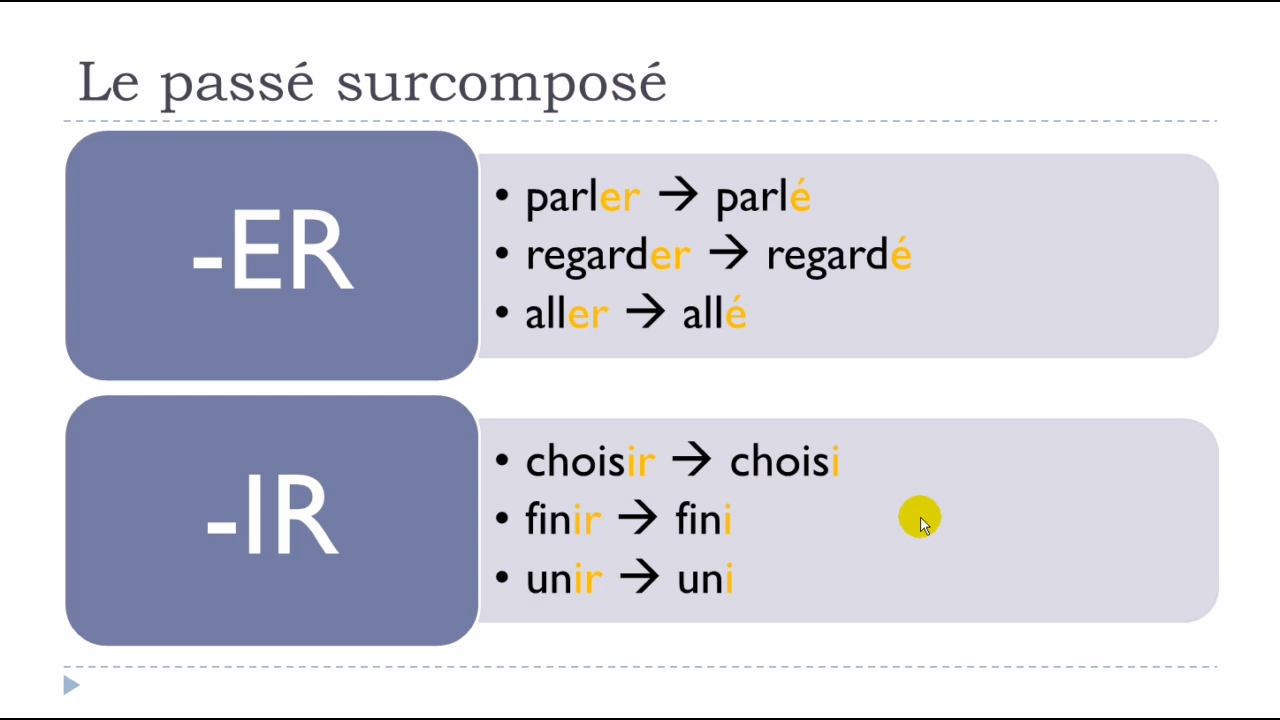 Le passé surcomposé
-ER
• parler → parlé
• regarder → regardé
• aller → allé
-IR
• choisir → choisi
• finir → fini
• unir → uni